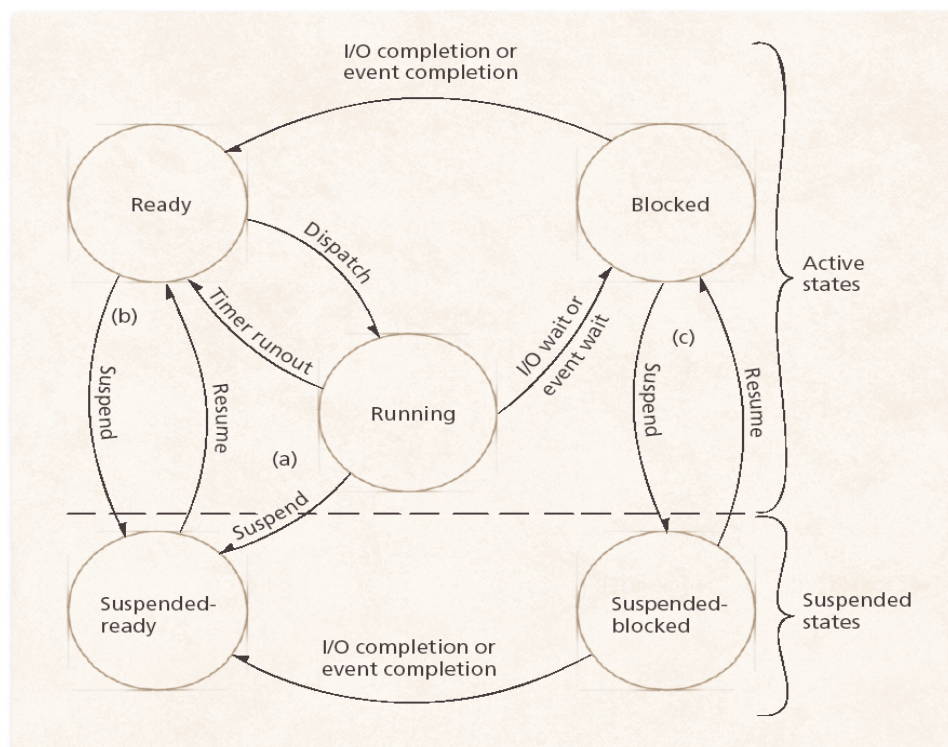 I/O completion or
event completion
Ready
Blocked
Dispatch
Active
states
Timer runout
I/O wait or
event wait
(b)
(c)
Suspend
Resume
Running
Suspend
Resume
(a)
Suspend
Suspended-
ready
Suspended-
blocked
Suspended
states
I/O completion or
event completion